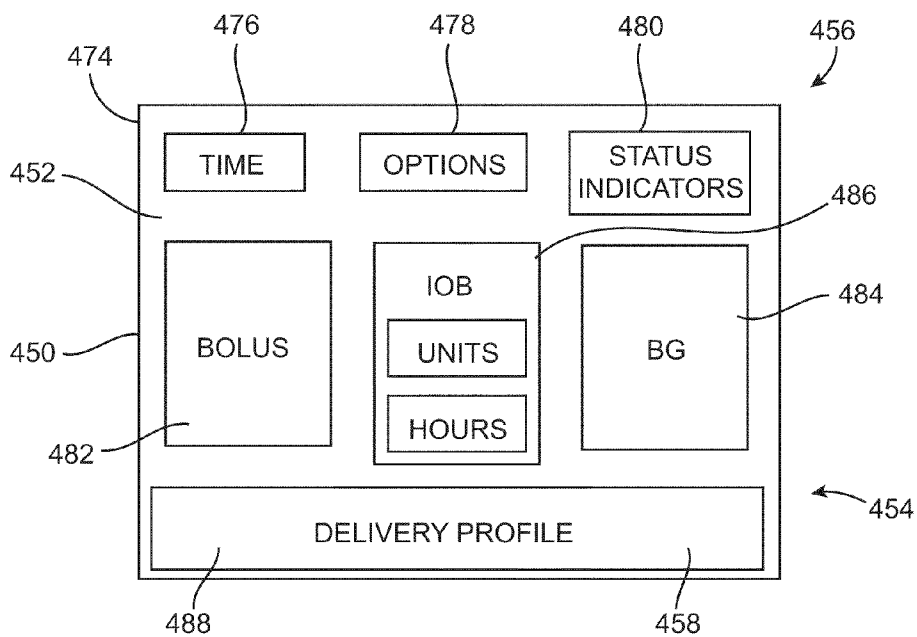 476
478
480
456
474
TIME
OPTIONS
STATUS
INDICATORS
452
486
IOB
484
450
BOLUS
UNITS
BG
HOURS
482
454
DELIVERY PROFILE
488
458